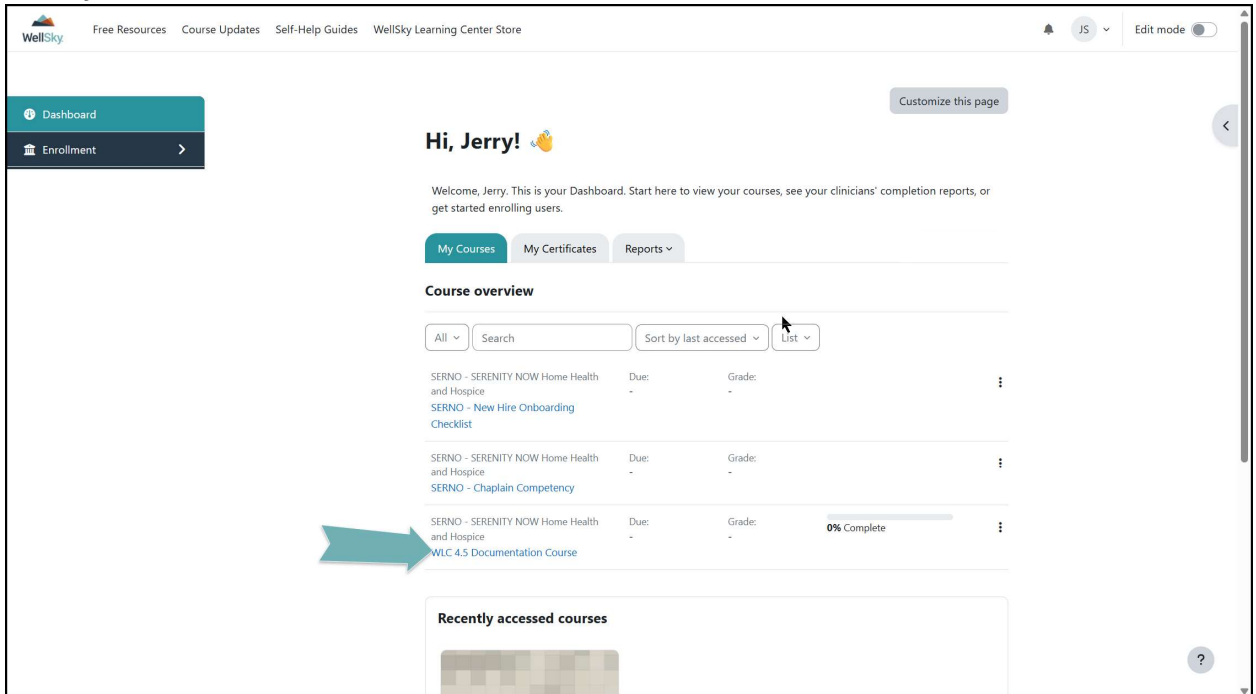 WellSky.
Free Resources Course Updates Self-Help Guides WellSky Learning Center Store
JS
Edit mode
Dashboard
Enrollment
Customize this page
Hi, Jerry!
Welcome, Jerry. This is your Dashboard. Start here to view your courses, see your clinicians' completion reports, or
get started enrolling users.
My Courses My Certificates Reports
Course overview
All Search Sort by last accessed List
SERNO - SERENITY NOW Home Health Due: Grade:
and Hospice - -
SERNO - New Hire Onboarding
Checklist
SERNO - SERENITY NOW Home Health Due: Grade:
and Hospice - -
SERNO - Chaplain Competency
SERNO - SERENITY NOW Home Health Due: Grade:
and Hospice - - 0% Complete
WLC 4.5 Documentation Course
Recently accessed courses
?